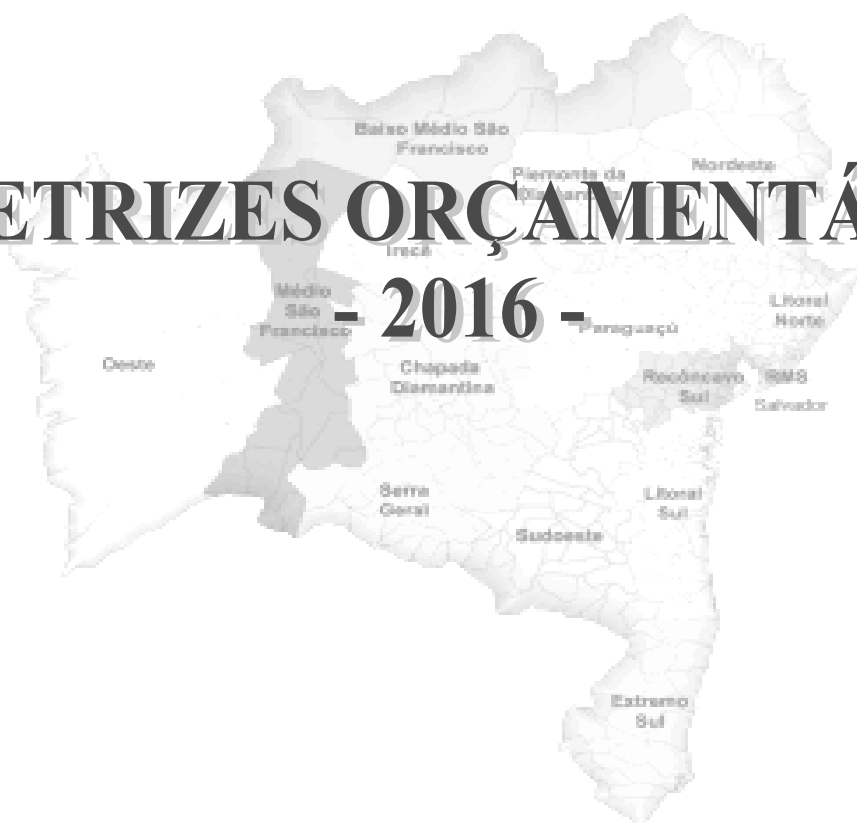 Baixo Médio São
Francisco
Piemonte da
Nordeste
ETRIZES ORÇAMENTÁ
Irecê
- 2016 -
Médio
São
Francisco
Litoral
Norte
Paraguaçú
Oeste
Chapada
Diamantina
Recôncavo
Sul
RMS
Salvador
Serra
Geral
Litoral
Sul
Sudoeste
Extremo
Sul